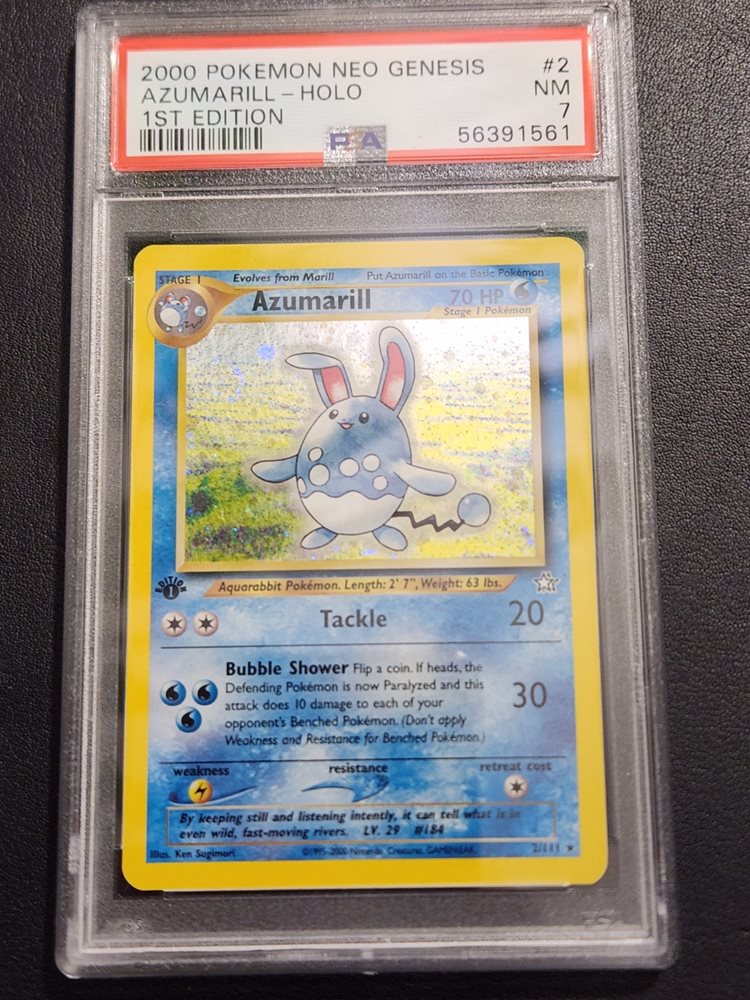 2000 POKEMON NEO GENESIS #2
AZUMARILL - HOLO NM
1ST EDITION 7
PSA 56391561
STAGE 1 Evolves from Marill Put Azumarill on the Basic Pokémon
Azumarill 70 HP
Stage 1 Pokémon
EDITION
1
Aquarabbit Pokémon. Length: 2' 7", Weight: 63 lbs.
Tackle 20
Bubble Shower Flip a coin. If heads, the
Defending Pokémon is now Paralyzed and this
attack does 10 damage to each of your
opponent's Benched Pokémon. (Don't apply
Weakness and Resistance for Benched Pokémon.)
30
weakness resistance retreat cost
By keeping still and listening intently, it can tell what is in
even wild, fast-moving rivers. LV. 29 #184
Illus. Ken Sugimori ©1995-2000 Nintendo, Creatures, GAMEFREAK. 2/111 ★